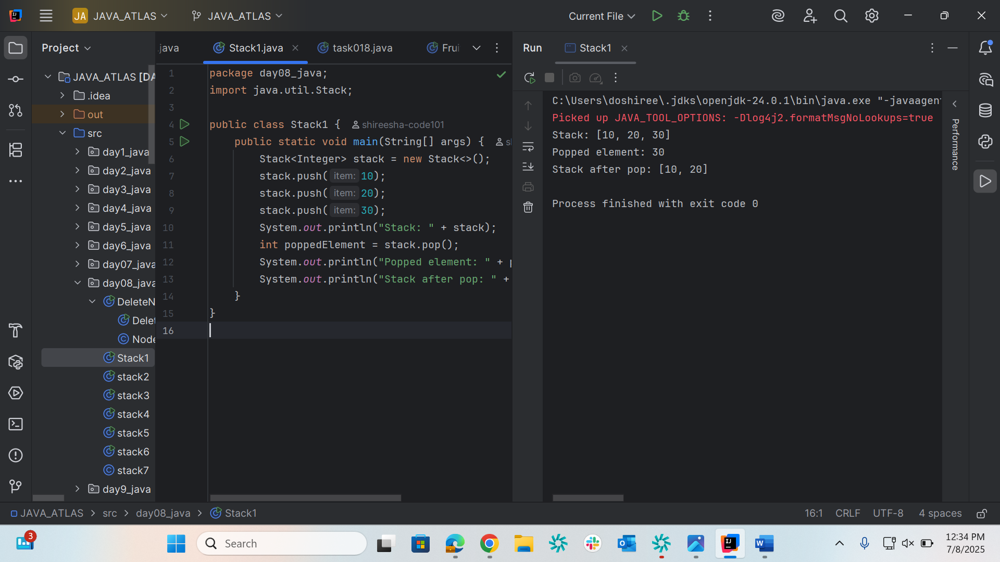 JA JAVA_ATLAS JAVA_ATLAS Current File
Project
.java Stack1.java task018.java Frui
Run Stack1
JAVA_ATLAS [DA
.idea
out
src
day1_java
day2_java
day3_java
day4_java
day5_java
day6_java
day07_java
day08_java
DeleteN
Delet
Node
Stack1
stack2
stack3
stack4
stack5
stack6
stack7
day9_java
1 package day08_java;
2 import java.util.Stack;
3
4 public class Stack1 { shireesha-code101
5 public static void main(String[] args) { sl
6 Stack<Integer> stack = new Stack<>();
7 stack.push( item: 10);
8 stack.push( item: 20);
9 stack.push( item: 30);
10 System.out.println("Stack: " + stack);
11 int poppedElement = stack.pop();
12 System.out.println("Popped element: " + p
13 System.out.println("Stack after pop: " +
14 }
15 }
16
C:\Users\doshiree\.jdks\openjdk-24.0.1\bin\java.exe "-javaagent
Picked up JAVA_TOOL_OPTIONS: -Dlog4j2.formatMsgNoLookups=true
Stack: [10, 20, 30]
Popped element: 30
Stack after pop: [10, 20]
Process finished with exit code 0
Performance
JAVA_ATLAS > src > day08_java > Stack1
16:1 CRLF UTF-8 4 spaces
3
Search
12:34 PM
7/8/2025